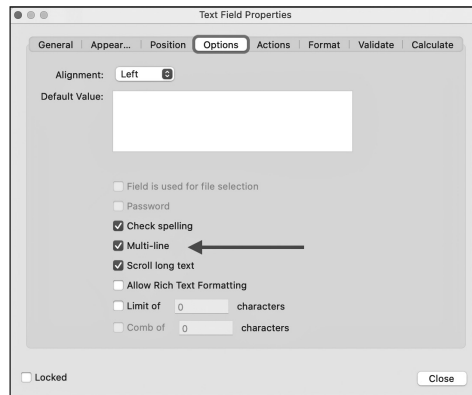 Text Field Properties
General Appear... Position Options Actions Format Validate Calculate
Alignment: Left
Default Value:
Field is used for file selection
Password
Check spelling
Multi-line
Scroll long text
Allow Rich Text Formatting
Limit of 0 characters
Comb of 0 characters
Locked Close